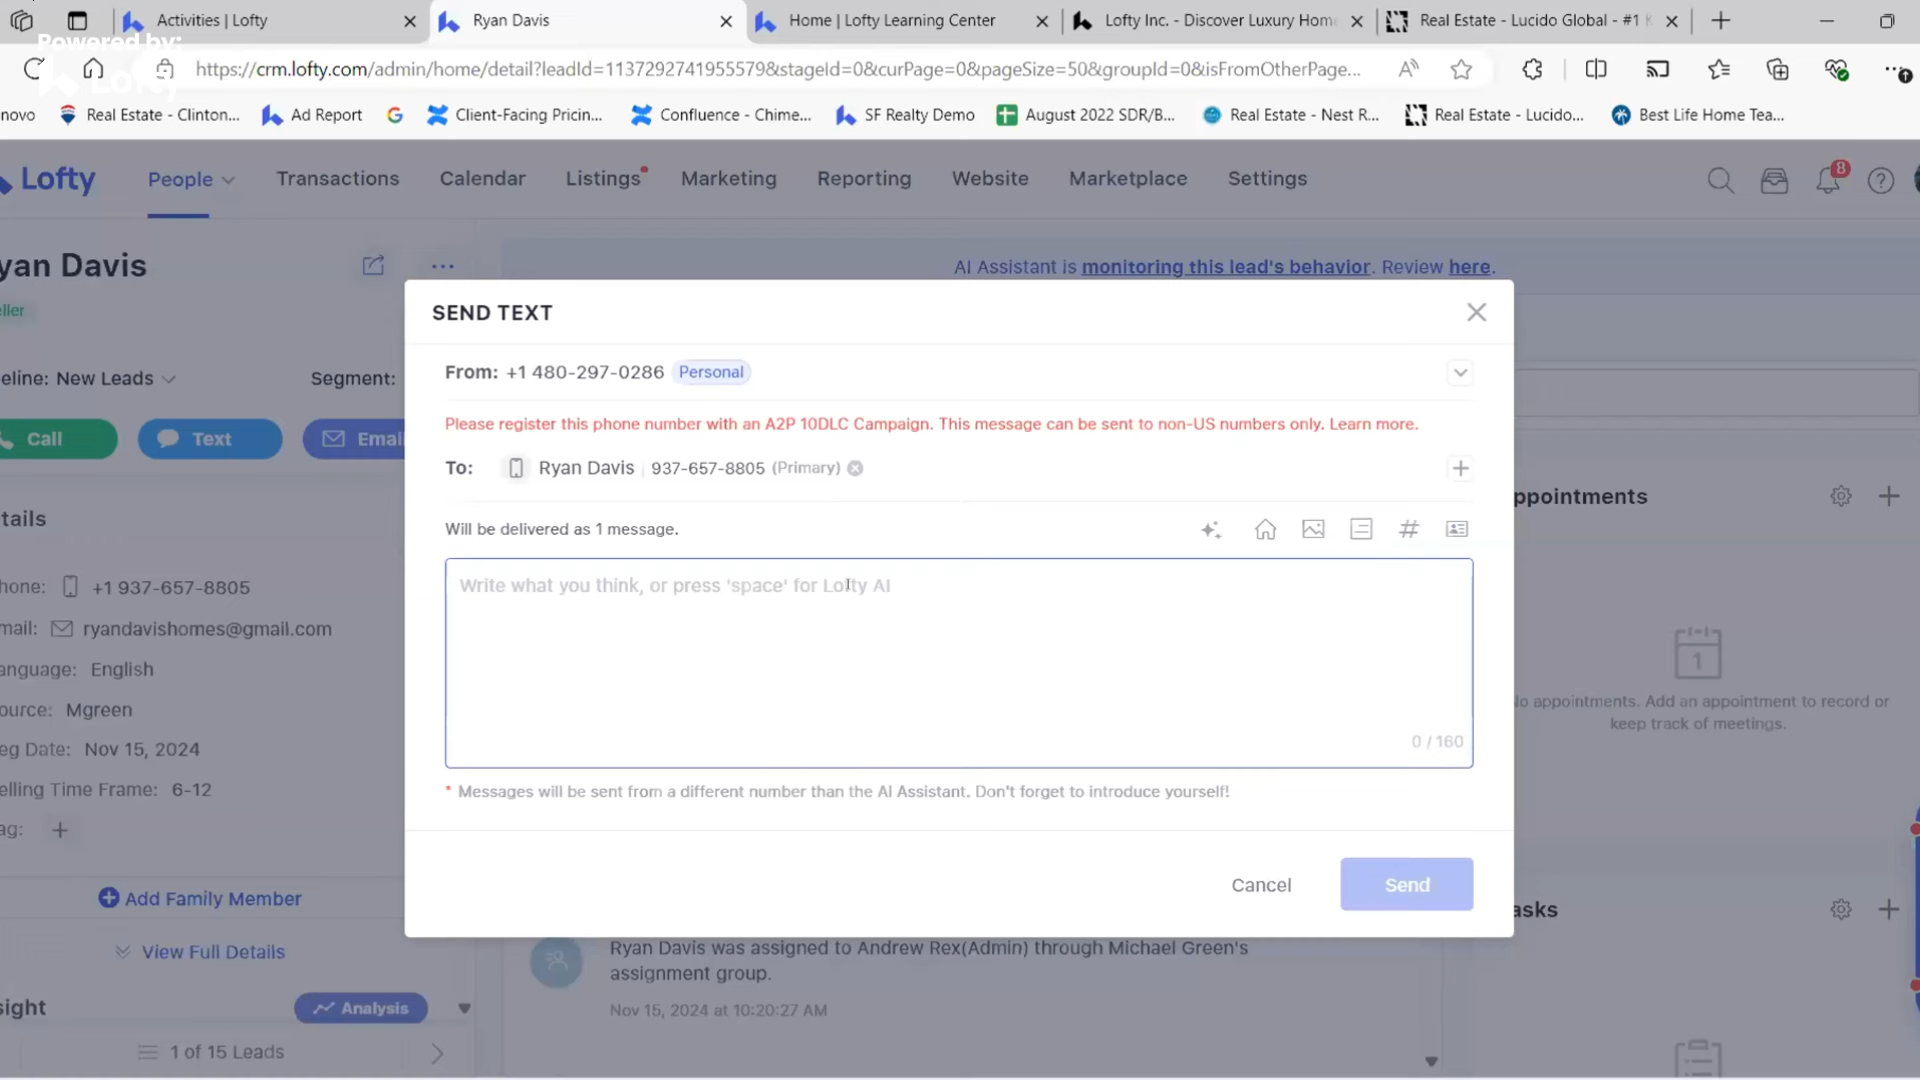 Activities | Lofty
Ryan Davis
Home | Lofty Learning Center
Lofty Inc. - Discover Luxury Hom
Real Estate - Lucido Global - #1
Powered by:
Lofty
https://crm.lofty.com/admin/home/detail?leadId=1137292741955579&stageId=0&curPage=0&pageSize=50&groupId=0&isFromOtherPage...
novo
Real Estate - Clinton...
Ad Report
Client-Facing Pricin...
Confluence - Chime...
SF Realty Demo
August 2022 SDR/B...
Real Estate - Nest R...
Real Estate - Lucido...
Best Life Home Tea...
Lofty
People
Transactions
Calendar
Listings
Marketing
Reporting
Website
Marketplace
Settings
8
yan Davis
AI Assistant is monitoring this lead's behavior. Review here.
ller
eline: New Leads
Segment:
Call
Text
Email
SEND TEXT
From: +1 480-297-0286 Personal
Please register this phone number with an A2P 10DLC Campaign. This message can be sent to non-US numbers only. Learn more.
To: Ryan Davis 937-657-8805 (Primary)
Will be delivered as 1 message.
Write what you think, or press 'space' for Lofty AI
0 / 160
* Messages will be sent from a different number than the AI Assistant. Don't forget to introduce yourself!
Cancel
Send
etails
hone: +1 937-657-8805
mail: ryandavishomes@gmail.com
anguage: English
ource: Mgreen
eg Date: Nov 15, 2024
elling Time Frame: 6-12
ag:
Add Family Member
View Full Details
sight
Analysis
1 of 15 Leads
ppointments
1
No appointments. Add an appointment to record or
keep track of meetings.
asks
Ryan Davis was assigned to Andrew Rex(Admin) through Michael Green's
assignment group.
Nov 15, 2024 at 10:20:27 AM